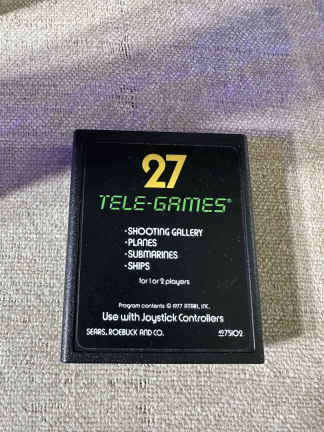 27
TELE-GAMES®
·SHOOTING GALLERY
·PLANES
·SUBMARINES
·SHIPS
for 1 or 2 players
Program contents © 1977 ATARI, INC.
Use with Joystick Controllers
SEARS, ROEBUCK AND CO. 4975102